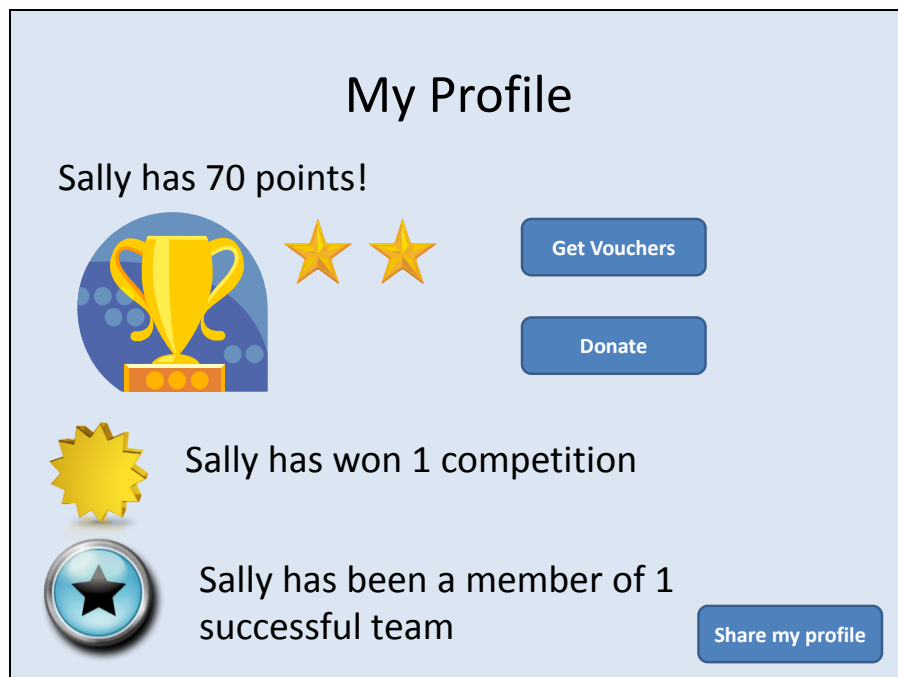 My Profile
Sally has 70 points!
Get Vouchers
Donate
Sally has won 1 competition
Sally has been a member of 1
successful team
Share my profile